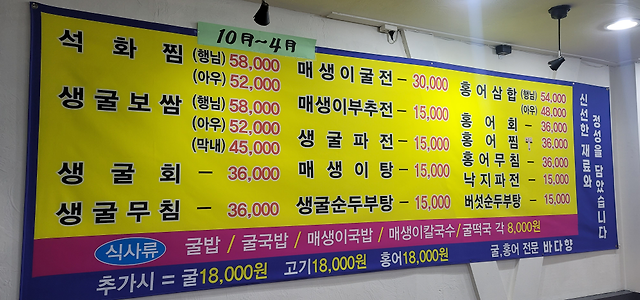 10月~4月
석화찜 (행님) 58,000
(아우) 52,000
생굴보쌈 (행님) 58,000
(아우) 52,000
(막내) 45,000
생굴회 - 36,000
생굴무침 - 36,000
매생이굴전 - 30,000
매생이부추전 - 15,000
생굴파전 - 15,000
매생이탕 - 15,000
생굴순두부탕 - 15,000
홍어삼합 (행님) 54,000
(아우) 48,000
홍어회 - 36,000
홍어찜 - 36,000
홍어무침 - 36,000
낙지파전 - 15,000
버섯순두부탕 - 15,000
정성을 담았습니다
신선한 재료와
식사류 굴밥 / 굴국밥 / 매생이국밥 / 매생이칼국수/굴떡국 각 8,000원
추가시 = 굴18,000원 고기18,000원 홍어18,000원
굴,홍어 전문 바다향